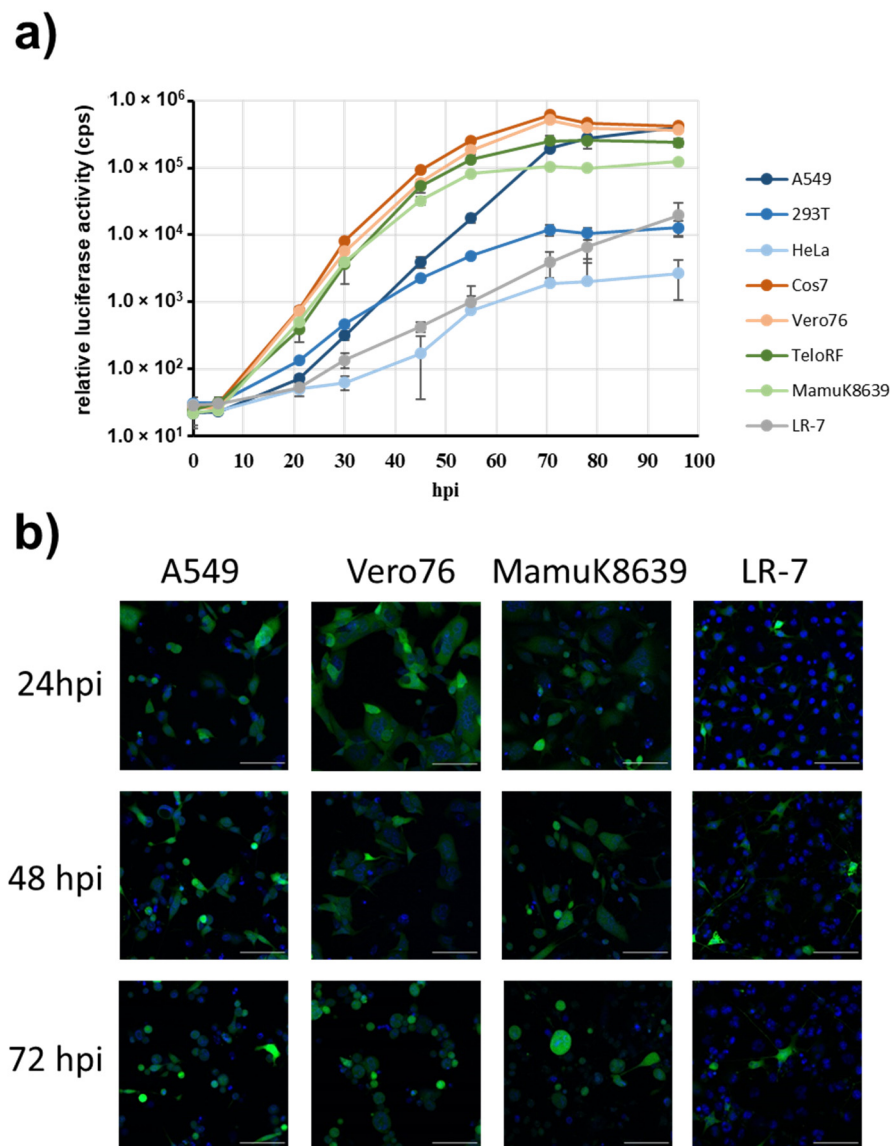 a)
relative luciferase activity (cps)
1.0 × 10⁶
1.0 × 10⁵
1.0 × 10⁴
1.0 × 10³
1.0 × 10²
1.0 × 10¹
0 10 20 30 40 50 60 70 80 90 100
hpi
A549
293T
HeLa
Cos7
Vero76
TeloRF
MamuK8639
LR-7
b)
A549 Vero76 MamuK8639 LR-7
24hpi
48 hpi
72 hpi